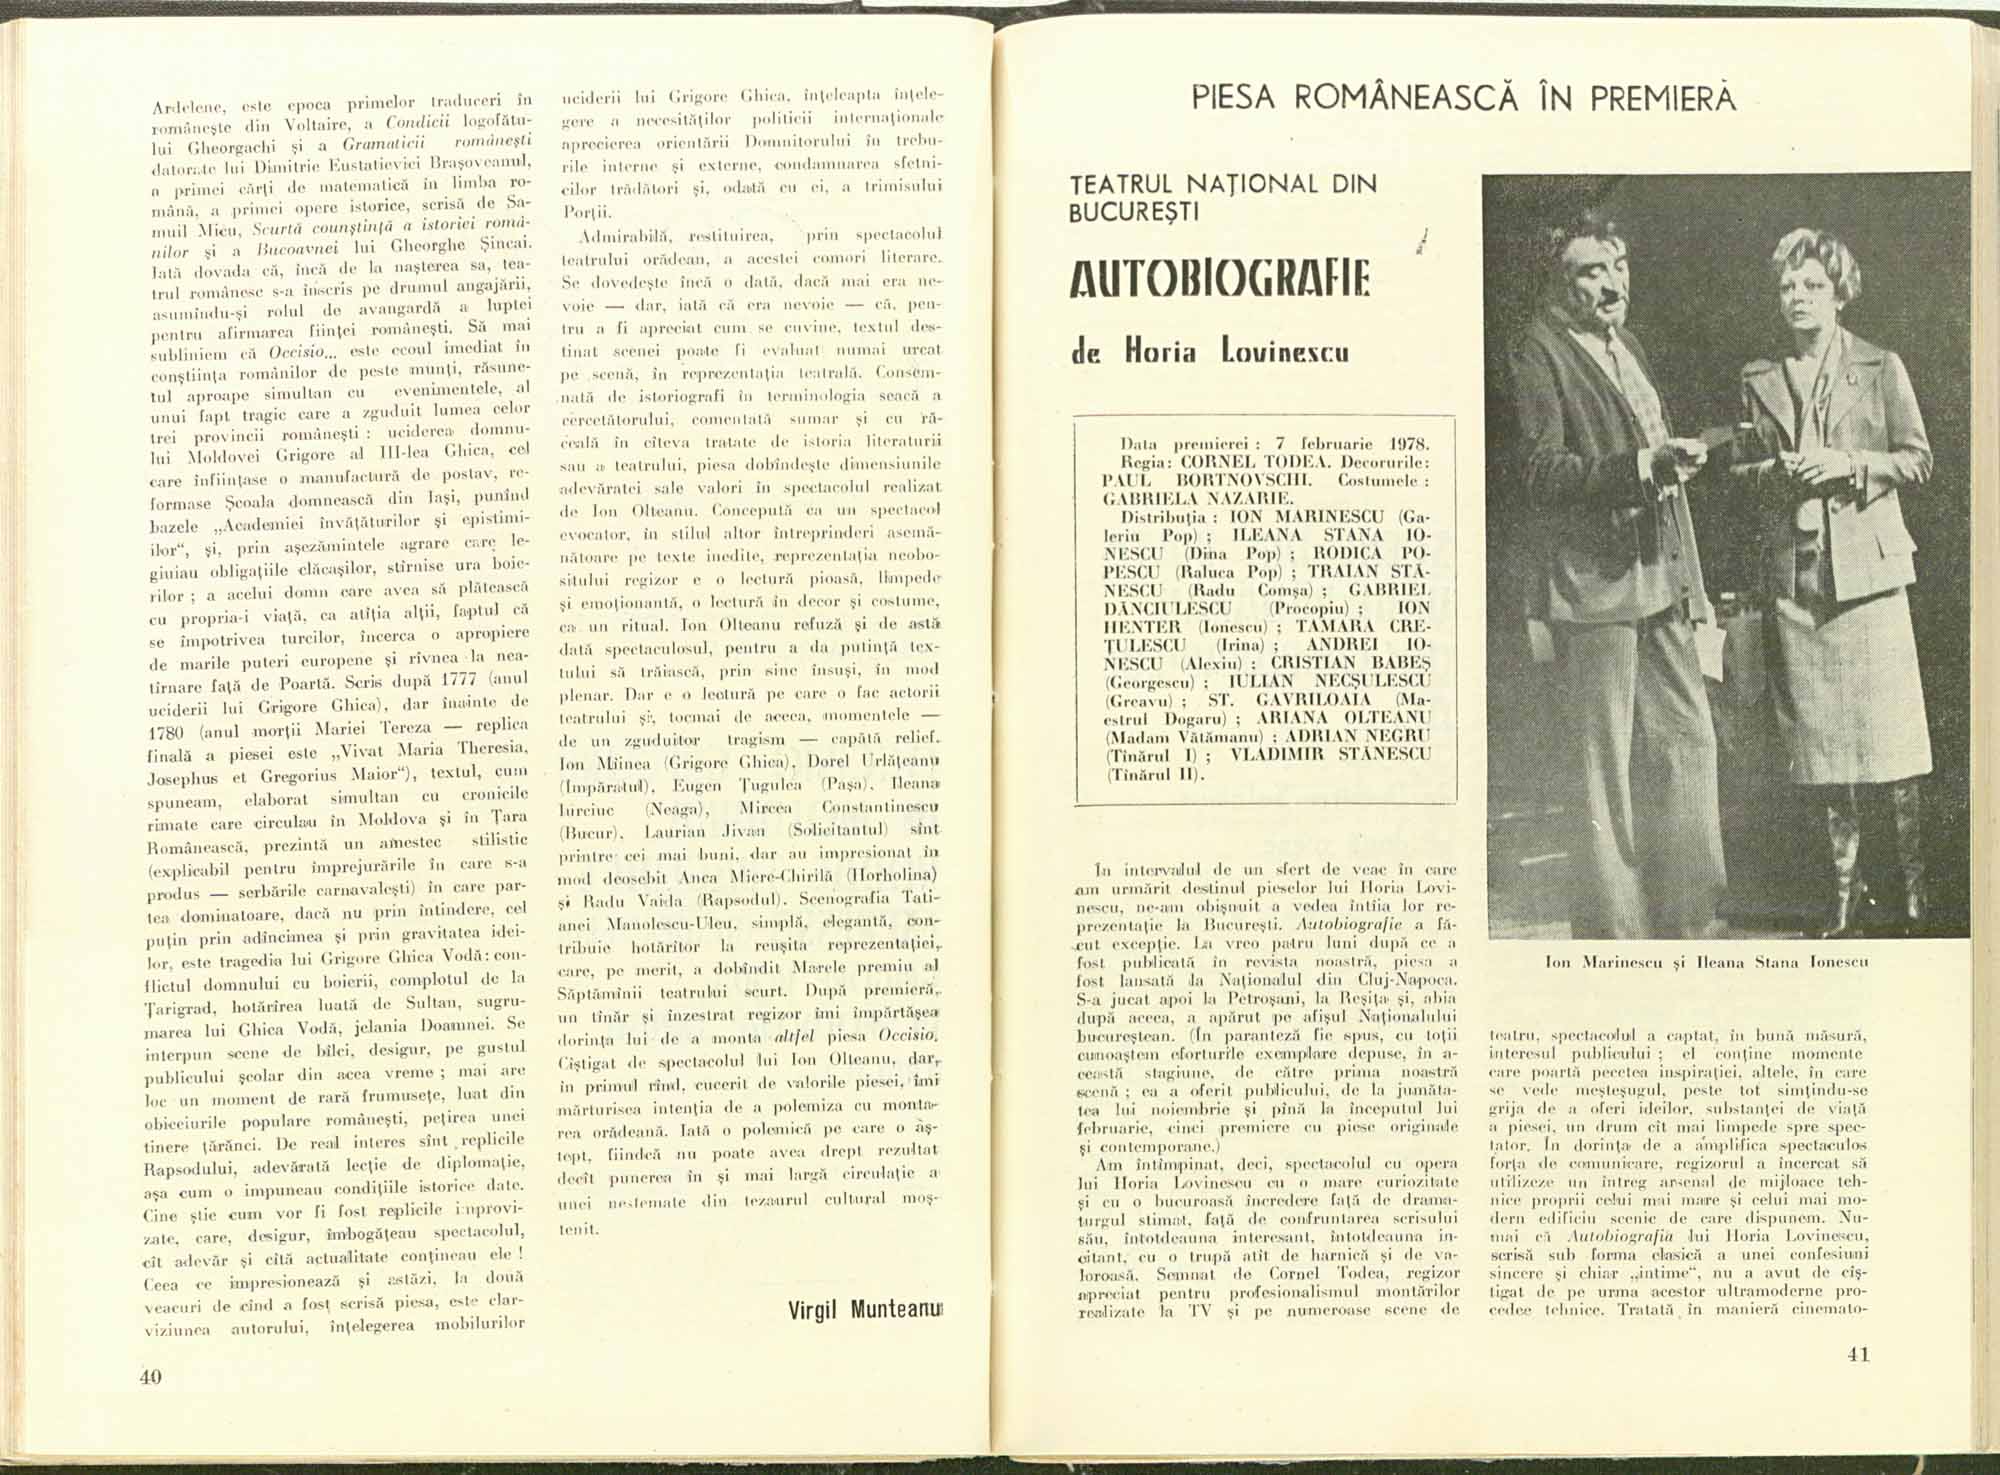 Ardelene, este epoca primelor traduceri în
românește din Voltaire, a Condicii logofătu-
lui Gheorgachi și a Gramaticii românești
datorate lui Dimitrie Eustatievici Brașoveanul,
a primei cărți de matematică în limba ro-
mână, a primei opere istorice, scrisă de Sa-
muil Micu, Scurtă counștință a istoriei româ-
nilor și a Bucoavnei lui Gheorghe Șincai.
Iată dovada că, încă de la nașterea sa, tea-
trul românesc s-a înscris pe drumul angajării,
asumîndu-și rolul de avangardă a luptei
pentru afirmarea ființei românești. Să mai
subliniem că Occisio... este ecoul imediat în
conștiința românilor de peste munți, răsune-
tul aproape simultan cu evenimentele, al
unui fapt tragic care a zguduit lumea celor
trei provincii românești : uciderea domnu-
lui Moldovei Grigore al III-lea Ghica, cel
care înființase o manufactură de postav, re-
formase Școala domnească din Iași, punînd
bazele „Academiei învățăturilor și epistimi-
ilor“, și, prin așezămintele agrare care le-
giuiau obligațiile clăcașilor, stîrnise ura boie-
rilor ; a acelui domn care avea să plătească
cu propria-i viață, ca atîția alții, faptul că
se împotrivea turcilor, încerca o apropiere
de marile puteri europene și rîvnea la nea-
tîrnare față de Poartă. Scris după 1777 (anul
uciderii lui Grigore Ghica), dar înainte de
1780 (anul morții Mariei Tereza — replica
finală a piesei este „Vivat Maria Theresia,
Josephus et Gregorius Maior“), textul, cum
spuneam, elaborat simultan cu cronicile
rimate care circulau în Moldova și în Țara
Românească, prezintă un amestec stilistic
(explicabil pentru împrejurările în care s-a
produs — serbările carnavalești) în care par-
tea dominatoare, dacă nu prin întindere, cel
puțin prin adîncimea și prin gravitatea idei-
lor, este tragedia lui Grigore Ghica Vodă: con-
flictul domnului cu boierii, complotul de la
Țarigrad, hotărîrea luată de Sultan, sugru-
marea lui Ghica Vodă, jelania Doamnei. Se
interpun scene de bîlci, desigur, pe gustul
publicului școlar din acea vreme ; mai are
loc un moment de rară frumusețe, luat din
obiceiurile populare românești, pețirea unei
tinere țărănci. De real interes sînt replicile
Rapsodului, adevărată lecție de diplomație,
așa cum o impuneau condițiile istorice date.
Cine știe cum vor fi fost replicile improvi-
zate, care, desigur, îmbogățeau spectacolul,
cît adevăr și cîtă actualitate conțineau ele !
Ceea ce impresionează și astăzi, la două
veacuri de cînd a fost scrisă piesa, este clar-
viziunea autorului, înțelegerea mobilurilor
40
uciderii lui Grigore Ghica, înțeleapta înțele-
gere a necesităților politicii internaționale
aprecierea orientării Domnitorului în trebu-
rile interne și externe, condamnarea sfetni-
cilor trădători și, odată cu ei, a trimisului
Porții.
Admirabilă, restituirea, prin spectacolul
teatrului orădean, a acestei comori literare.
Se dovedește încă o dată, dacă mai era ne-
voie — dar, iată că era nevoie — că, pen-
tru a fi apreciat cum se cuvine, textul des-
tinat scenei poate fi evaluat numai urcat
pe scenă, în reprezentația teatrală. Consem-
nată de istoriografi în terminologia seacă a
cercetătorului, comentată sumar și cu ră-
ceală în cîteva tratate de istoria literaturii
sau a teatrului, piesa dobîndește dimensiunile
adevăratei sale valori în spectacolul realizat
de Ion Olteanu. Concepută ca un spectacol
evocator, în stilul altor întreprinderi asemă-
nătoare pe texte inedite, reprezentația neobo-
sitului regizor e o lectură pioasă, limpede
și emoționantă, o lectură în decor și costume,
ca un ritual. Ion Olteanu refuză și de astă
dată spectaculosul, pentru a da putință tex-
tului să trăiască, prin sine însuși, în mod
plenar. Dar e o lectură pe care o fac actorii
teatrului și, tocmai de aceea, momentele —
de un zguduitor tragism — capătă relief.
Ion Mîinea (Grigore Ghica), Dorel Urlățeanu
(Împăratul), Eugen Țugulea (Pașa), Ileana
Iurciuc (Neaga), Mircea Constantinescu
(Bucur), Laurian Jivan (Solicitantul) sînt
printre cei mai buni, dar au impresionat în
mod deosebit Anca Miere-Chirilă (Horholina)
și Radu Vaida (Rapsodul). Scenografia Tati-
anei Manolescu-Uleu, simplă, elegantă, con-
tribuie hotărîtor la reușita reprezentației,
care, pe merit, a dobîndit Marele premiu al
Săptămînii teatrului scurt. După premieră,
un tînăr și înzestrat regizor îmi împărtășea
dorința lui de a monta altfel piesa Occisio.
Cîștigat de spectacolul lui Ion Olteanu, dar,
în primul rînd, cucerit de valorile piesei, îmi
mărturisea intenția de a polemiza cu monta-
rea orădeană. Iată o polemică pe care o aș-
tept, fiindcă nu poate avea drept rezultat
decît punerea în și mai largă circulație a
unei nestemate din tezaurul cultural moș-
tenit.
Virgil Munteanu
PIESA ROMÂNEASCĂ ÎN PREMIERĂ
TEATRUL NAȚIONAL DIN
BUCUREȘTI
AUTOBIOGRAFIE
de Horia Lovinescu
Data premierei : 7 februarie 1978.
Regia: CORNEL TODEA. Decorurile:
PAUL BORTNOVSCHI. Costumele :
GABRIELA NAZARIE.
Distribuția : ION MARINESCU (Ga-
leriu Pop) ; ILEANA STANA IO-
NESCU (Dina Pop) ; RODICA PO-
PESCU (Raluca Pop) ; TRAIAN STĂ-
NESCU (Radu Comșa) ; GABRIEL
DĂNCIULESCU (Procopiu) ; ION
HENTER (Ionescu) ; TAMARA CRE-
ȚULESCU (Irina) ; ANDREI IO-
NESCU (Alexiu) ; CRISTIAN BABEȘ
(Georgescu) ; IULIAN NECȘULESCU
(Greavu) ; ST. GAVRILOAIA (Ma-
estrul Dogaru) ; ARIANA OLTEANU
(Madam Vătămanu) ; ADRIAN NEGRU
(Tînărul I) ; VLADIMIR STĂNESCU
(Tînărul II).
În intervalul de un sfert de veac în care
am urmărit destinul pieselor lui Horia Lovi-
nescu, ne-am obișnuit a vedea întîia lor re-
prezentație la București. Autobiografie a fă-
cut excepție. La vreo patru luni după ce a
fost publicată în revista noastră, piesa a
fost lansată la Naționalul din Cluj-Napoca.
S-a jucat apoi la Petroșani, la Reșița și, abia
după aceea, a apărut pe afișul Naționalului
bucureștean. (În paranteză fie spus, cu toții
cunoaștem eforturile exemplare depuse, în a-
ceastă stagiune, de către prima noastră
scenă ; ea a oferit publicului, de la jumăta-
tea lui noiembrie și pînă la începutul lui
februarie, cinci premiere cu piese originale
și contemporane.)
Am întîmpinat, deci, spectacolul cu opera
lui Horia Lovinescu cu o mare curiozitate
și cu o bucuroasă încredere față de drama-
turgul stimat, față de confruntarea scrisului
său, întotdeauna interesant, întotdeauna in-
citant, cu o trupă atît de harnică și de va-
loroasă. Semnat de Cornel Todea, regizor
apreciat pentru profesionalismul montărilor
realizate la TV și pe numeroase scene de
Ion Marinescu și Ileana Stana Ionescu
teatru, spectacolul a captat, în bună măsură,
interesul publicului ; el conține momente
care poartă pecetea inspirației, altele, în care
se vede meșteșugul, peste tot simțindu-se
grija de a oferi ideilor, substanței de viață
a piesei, un drum cît mai limpede spre spec-
tator. În dorința de a amplifica spectaculos
forța de comunicare, regizorul a încercat să
utilizeze un întreg arsenal de mijloace teh-
nice proprii celui mai mare și celui mai mo-
dern edificiu scenic de care dispunem. Nu-
mai că Autobiografia lui Horia Lovinescu,
scrisă sub forma clasică a unei confesiuni
sincere și chiar „intime“, nu a avut de cîș-
tigat de pe urma acestor ultramoderne pro-
cedee tehnice. Tratată în manieră cinemato-
41